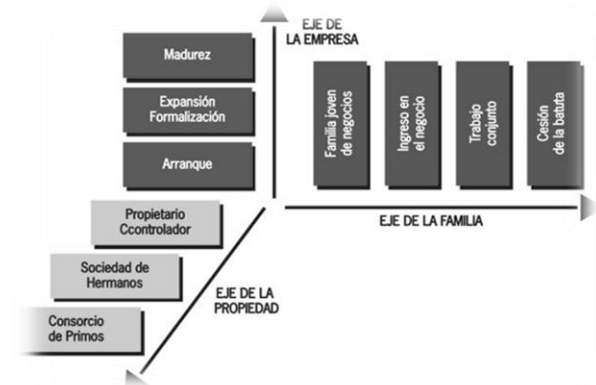 EJE DE
LA EMPRESA
Madurez
Expansión
Formalización
Arranque
Familia joven
de negocios
Ingreso en
el negocio
Trabajo
conjunto
Cesión
de la batuta
EJE DE LA FAMILIA
Propietario
Ccontrolador
Sociedad de
Hermanos
Consorcio
de Primos
EJE DE LA
PROPIEDAD